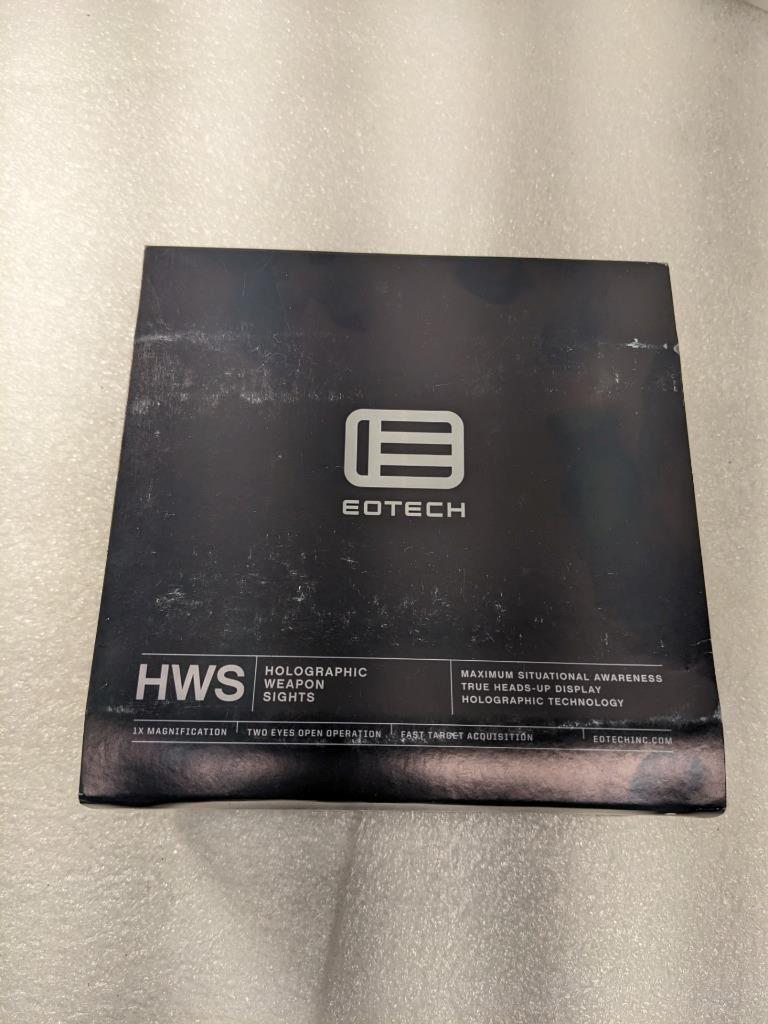 EOTECH
HWS
HOLOGRAPHIC
WEAPON
SIGHTS
MAXIMUM SITUATIONAL AWARENESS
TRUE HEADS-UP DISPLAY
HOLOGRAPHIC TECHNOLOGY
1X MAGNIFICATION
TWO EYES OPEN OPERATION
FAST TARGET ACQUISITION
EOTECHINC.COM